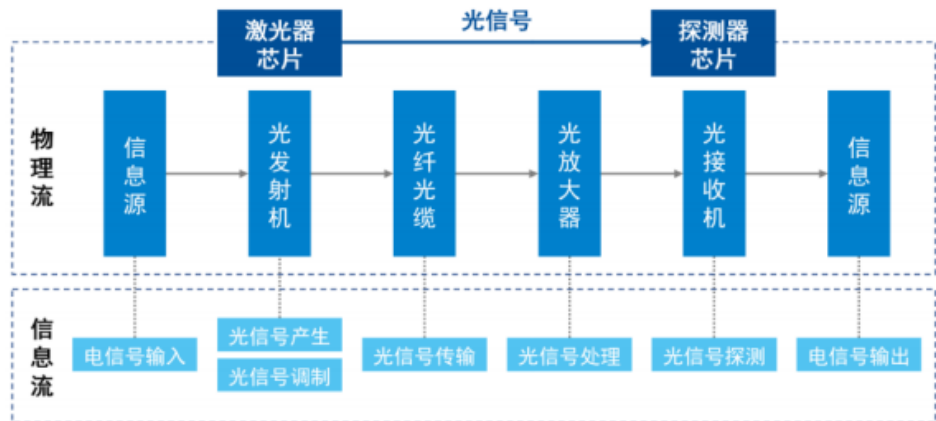 激光器
芯片
光信号
探测器
芯片
物理流
信息源
光发射机
光纤光缆
光放大器
光接收机
信息源
信息流
电信号输入
光信号产生
光信号调制
光信号传输
光信号处理
光信号探测
电信号输出